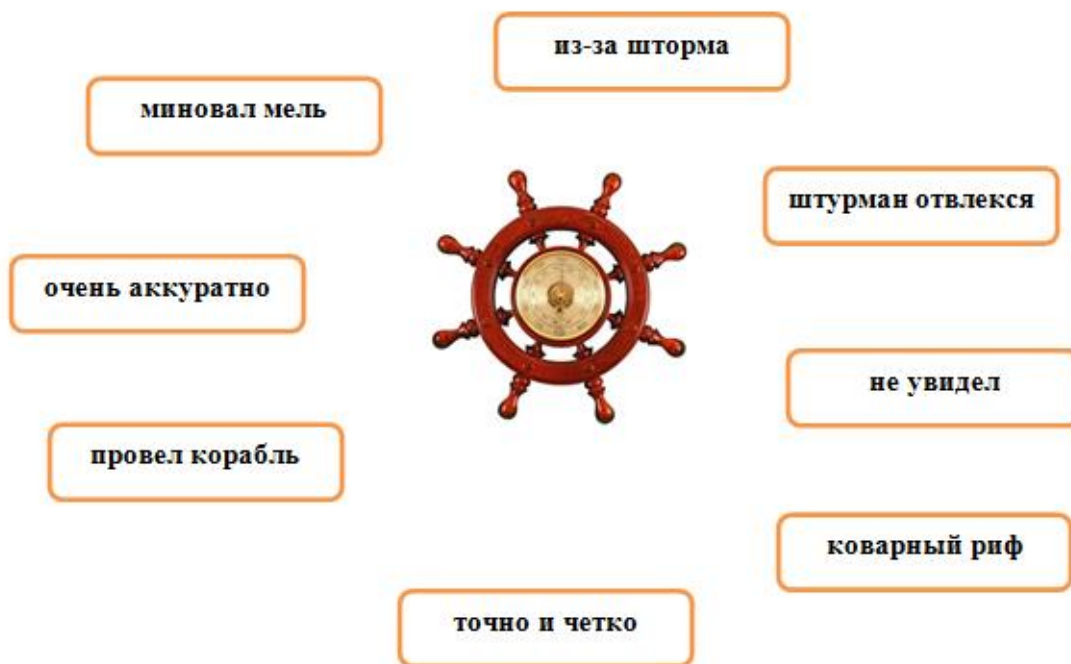 из-за шторма
миновал мель
штурман отвлекся
очень аккуратно
не увидел
провел корабль
коварный риф
точно и четко